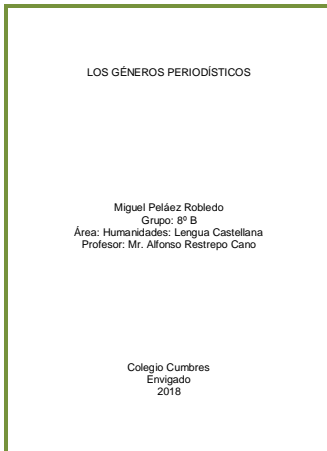 LOS GÉNEROS PERIODÍSTICOS
Miguel Peláez Robledo
Grupo: 8º B
Área: Humanidades: Lengua Castellana
Profesor: Mr. Alfonso Restrepo Cano
Colegio Cumbres
Envigado
2018